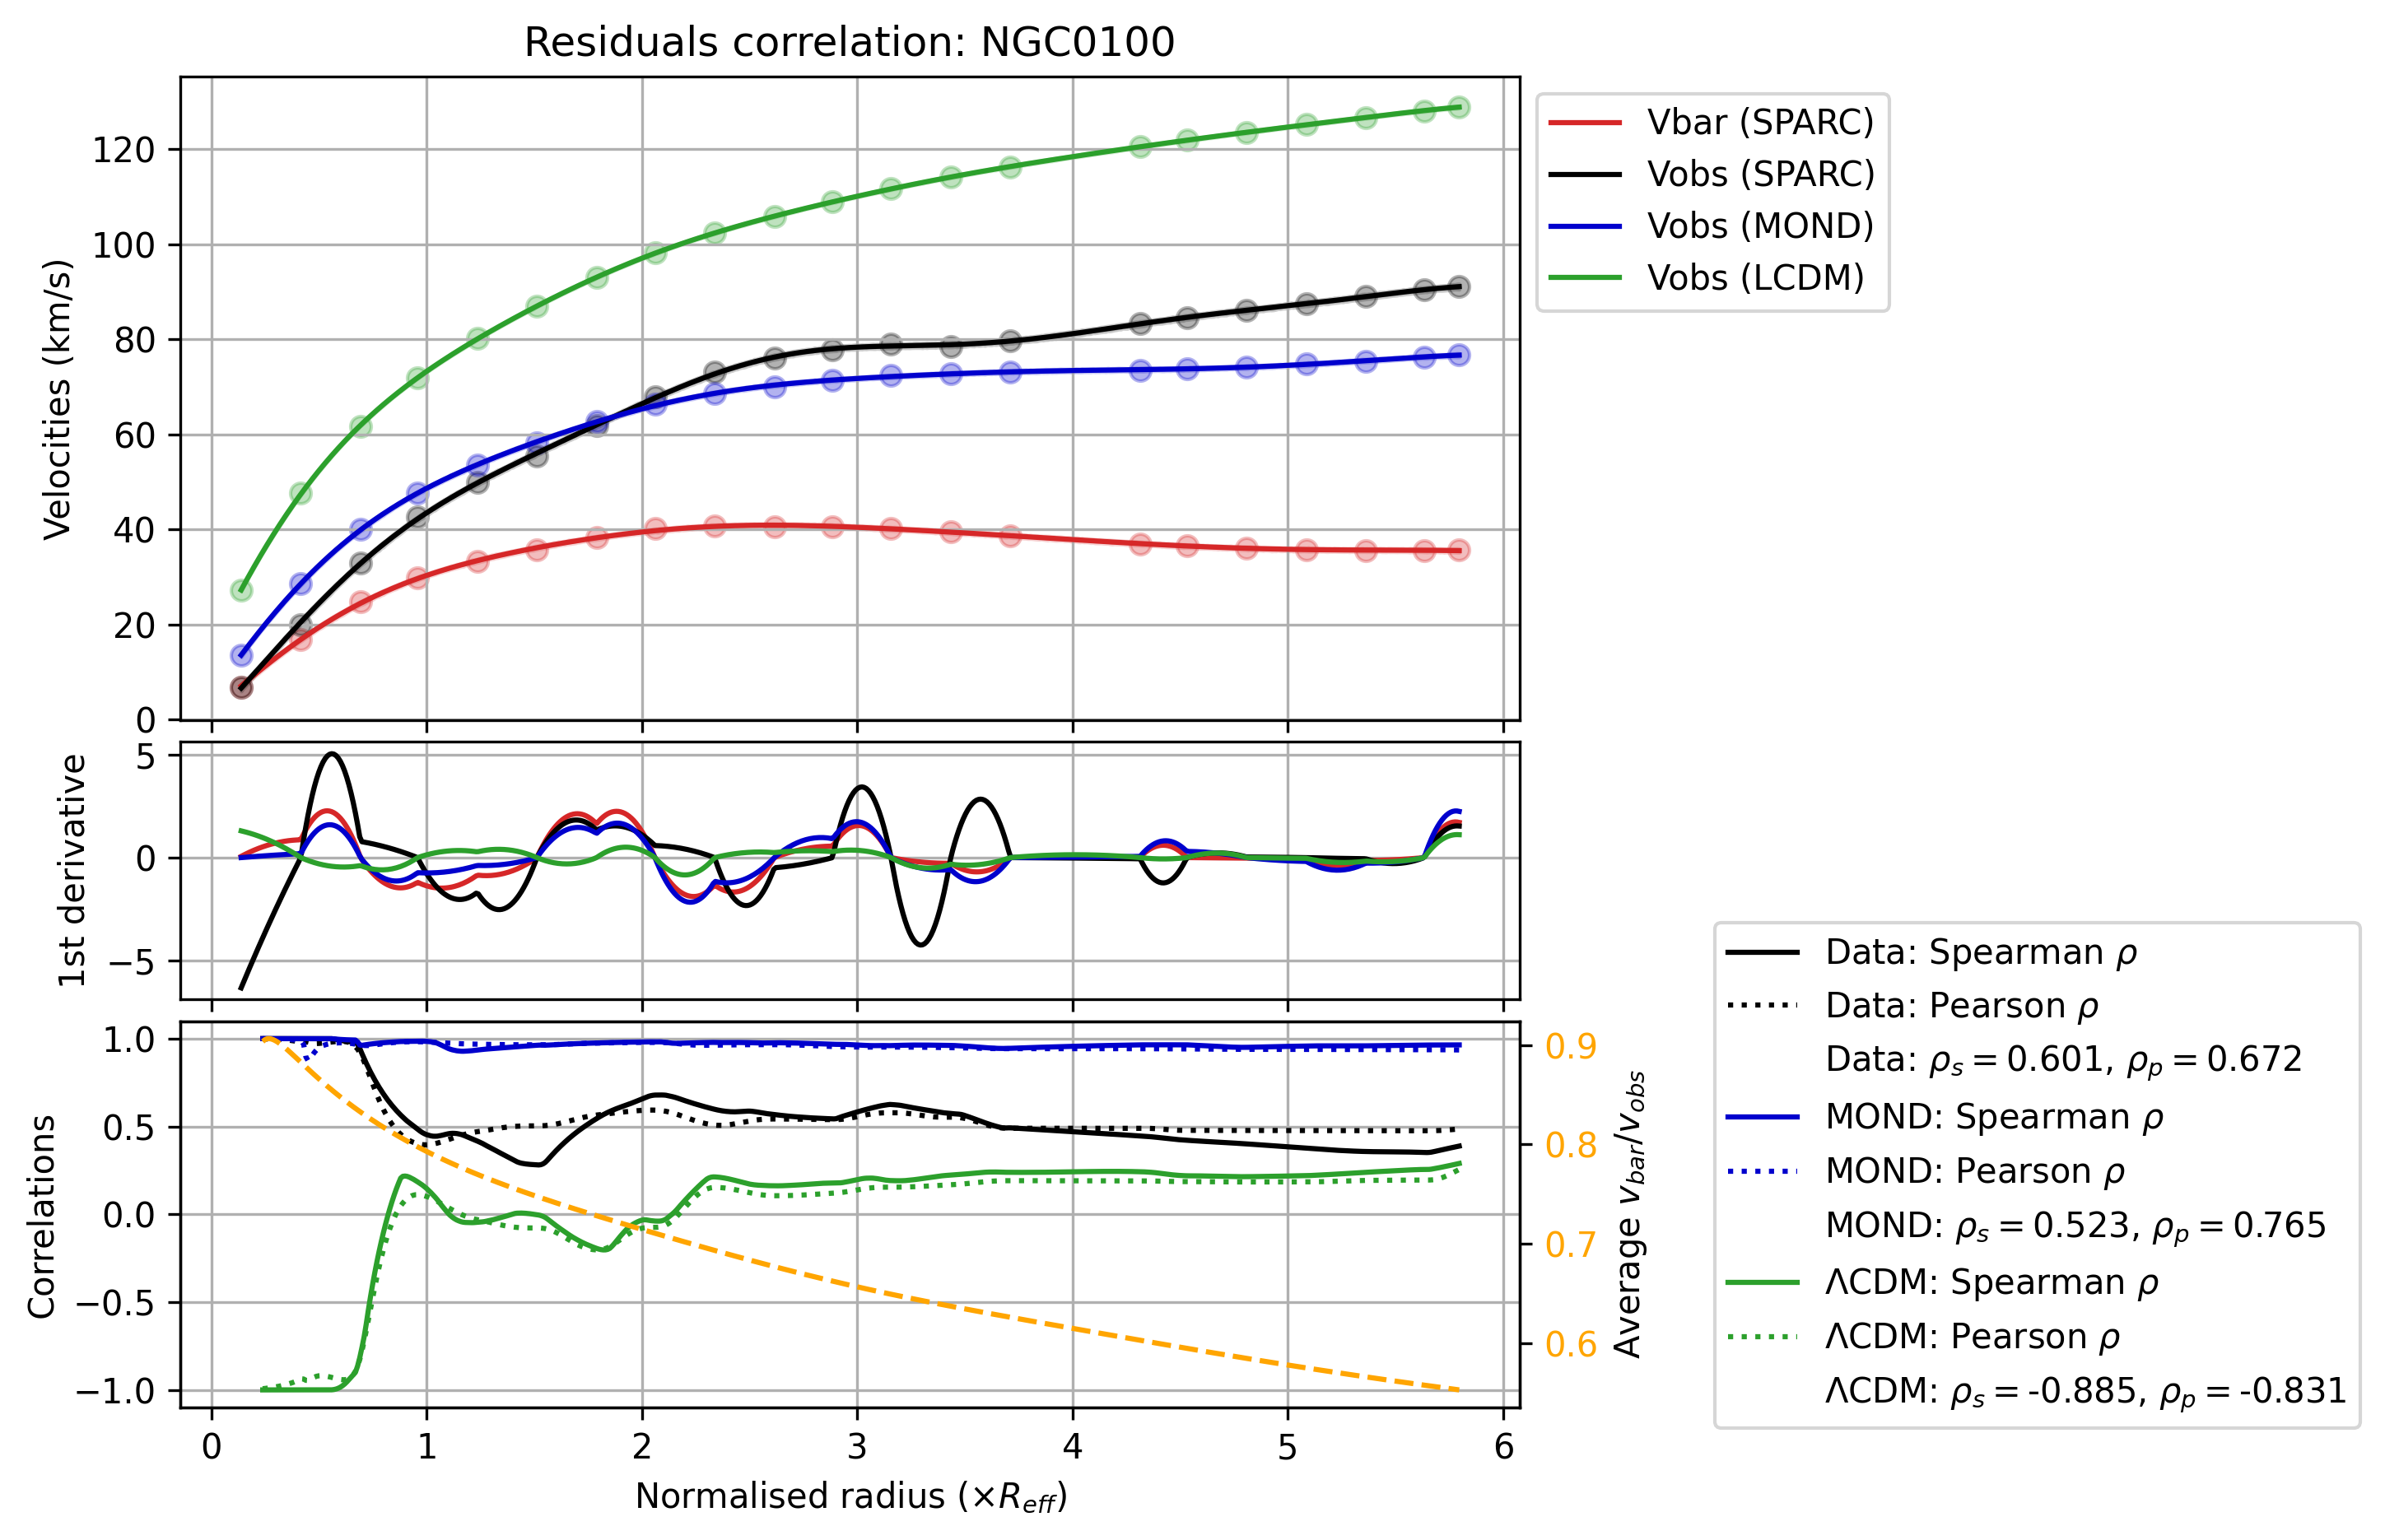 Residuals correlation: NGC0100
Velocities (km/s)
120
100
80
60
40
20
0
Vbar (SPARC)
Vobs (SPARC)
Vobs (MOND)
Vobs (LCDM)
1st derivative
5
0
−5
Correlations
1.0
0.5
0.0
−0.5
−1.0
0.9
0.8
0.7
0.6
Average v_bar/v_obs
0 1 2 3 4 5 6
Normalised radius (×R_eff)
Data: Spearman ρ
Data: Pearson ρ
Data: ρ_s = 0.601, ρ_p = 0.672
MOND: Spearman ρ
MOND: Pearson ρ
MOND: ρ_s = 0.523, ρ_p = 0.765
ΛCDM: Spearman ρ
ΛCDM: Pearson ρ
ΛCDM: ρ_s = -0.885, ρ_p = -0.831